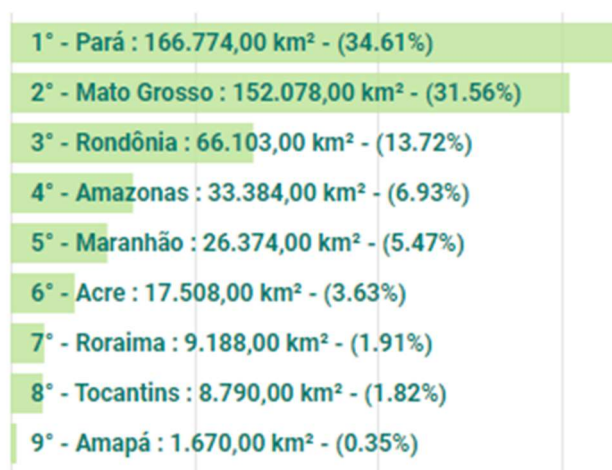 1° - Pará : 166.774,00 km² - (34.61%)
2° - Mato Grosso : 152.078,00 km² - (31.56%)
3° - Rondônia : 66.103,00 km² - (13.72%)
4° - Amazonas : 33.384,00 km² - (6.93%)
5° - Maranhão : 26.374,00 km² - (5.47%)
6° - Acre : 17.508,00 km² - (3.63%)
7° - Roraima : 9.188,00 km² - (1.91%)
8° - Tocantins : 8.790,00 km² - (1.82%)
9° - Amapá : 1.670,00 km² - (0.35%)